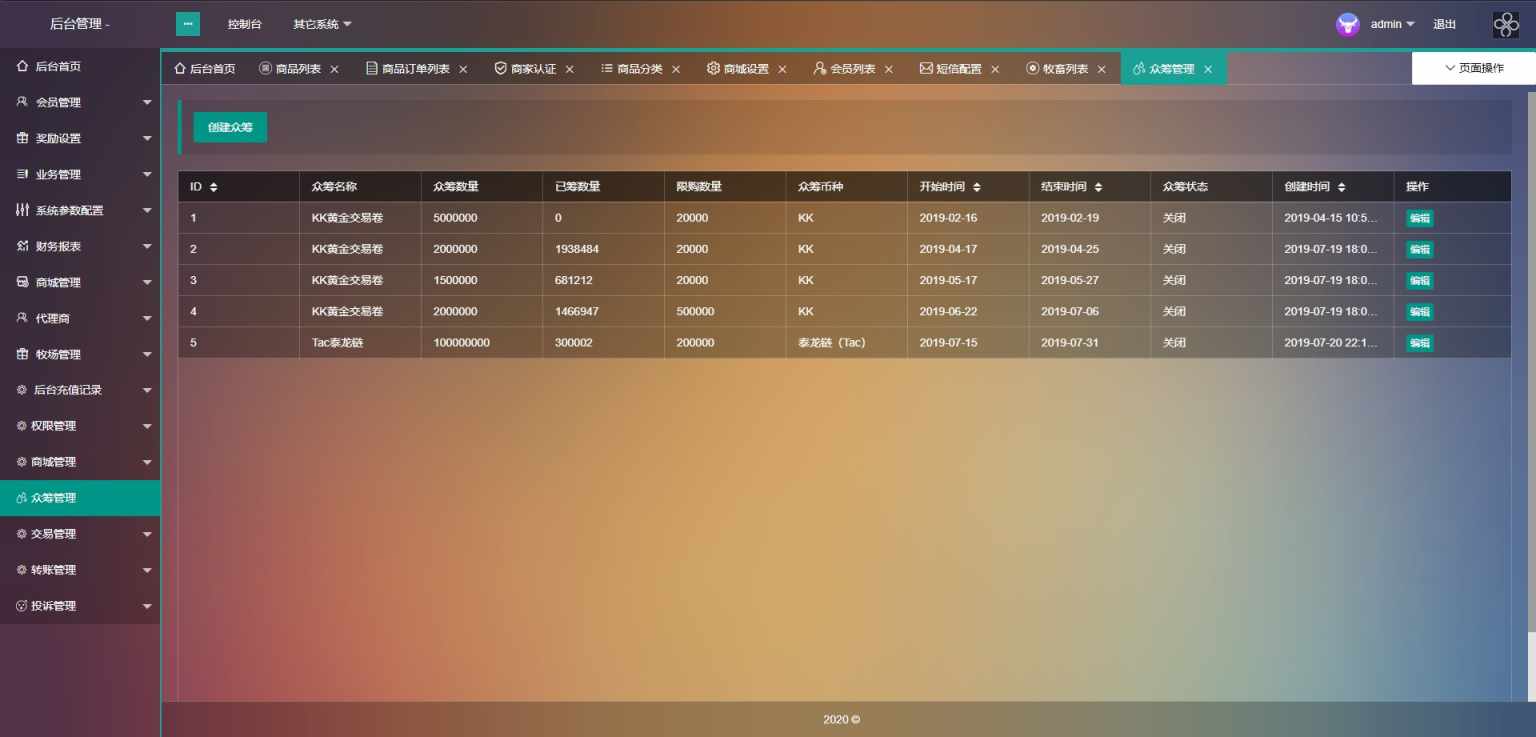 后台管理 -
控制台 其它系统
admin 退出
后台首页
会员管理
奖励设置
业务管理
系统参数配置
财务报表
商城管理
代理商
牧场管理
后台充值记录
权限管理
商城管理
众筹管理
交易管理
转账管理
投诉管理
后台首页 商品列表 商品订单列表 商家认证 商品分类 商城设置 会员列表 短信配置 牧畜列表 众筹管理 页面操作
创建众筹
ID 众筹名称 众筹数量 已筹数量 限购数量 众筹币种 开始时间 结束时间 众筹状态 创建时间 操作
1 KK黄金交易卷 5000000 0 20000 KK 2019-02-16 2019-02-19 关闭 2019-04-15 10:5... 编辑
2 KK黄金交易卷 2000000 1938484 20000 KK 2019-04-17 2019-04-25 关闭 2019-07-19 18:0... 编辑
3 KK黄金交易卷 1500000 681212 20000 KK 2019-05-17 2019-05-27 关闭 2019-07-19 18:0... 编辑
4 KK黄金交易卷 2000000 1466947 500000 KK 2019-06-22 2019-07-06 关闭 2019-07-19 18:0... 编辑
5 Tac泰龙链 100000000 300002 200000 泰龙链（Tac） 2019-07-15 2019-07-31 关闭 2019-07-20 22:1... 编辑
2020 ©